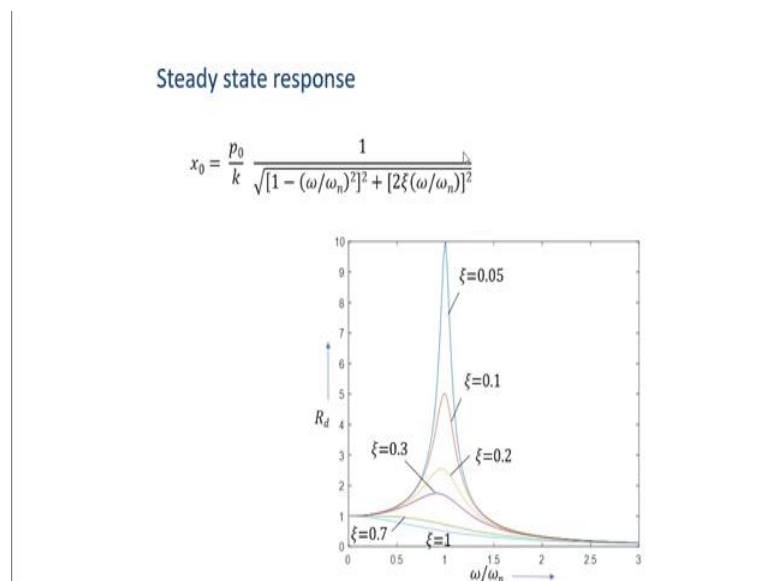 Steady state response
x₀ = p₀/k 1/√([1 − (ω/ωₙ)²]² + [2ξ(ω/ωₙ)]²)
10
9
8
7
6
5
4
3
2
1
0
R_d
ξ=0.05
ξ=0.1
ξ=0.3
ξ=0.2
ξ=0.7
ξ=1
0 0.5 1 1.5 2 2.5 3
ω/ωₙ